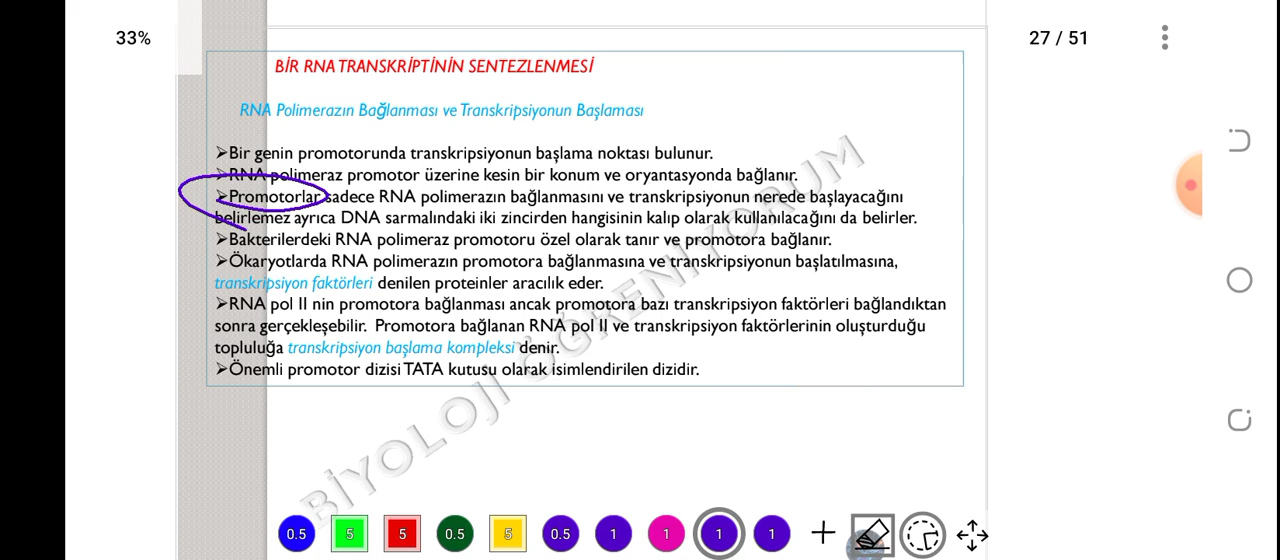 33%
27 / 51
BİR RNA TRANSKRİPTİNİN SENTEZLENMESİ
RNA Polimerazın Bağlanması ve Transkripsiyonun Başlaması
➢Bir genin promotorunda transkripsiyonun başlama noktası bulunur.
➢RNA polimeraz promotor üzerine kesin bir konum ve oryantasyonda bağlanır.
➢Promotorlar sadece RNA polimerazın bağlanmasını ve transkripsiyonun nerede başlayacağını
belirlemez ayrıca DNA sarmalındaki iki zincirden hangisinin kalıp olarak kullanılacağını da belirler.
➢Bakterilerdeki RNA polimeraz promotoru özel olarak tanır ve promotora bağlanır.
➢Ökaryotlarda RNA polimerazın promotora bağlanmasına ve transkripsiyonun başlatılmasına,
transkripsiyon faktörleri denilen proteinler aracılık eder.
➢RNA pol II nin promotora bağlanması ancak promotora bazı transkripsiyon faktörleri bağlandıktan
sonra gerçekleşebilir. Promotora bağlanan RNA pol II ve transkripsiyon faktörlerinin oluşturduğu
topluluğa transkripsiyon başlama kompleksi denir.
➢Önemli promotor dizisi TATA kutusu olarak isimlendirilen dizidir.
BİYOLOJİ ÖĞRENİYORUM
0.5 5 5 0.5 5 0.5 1 1 1 1